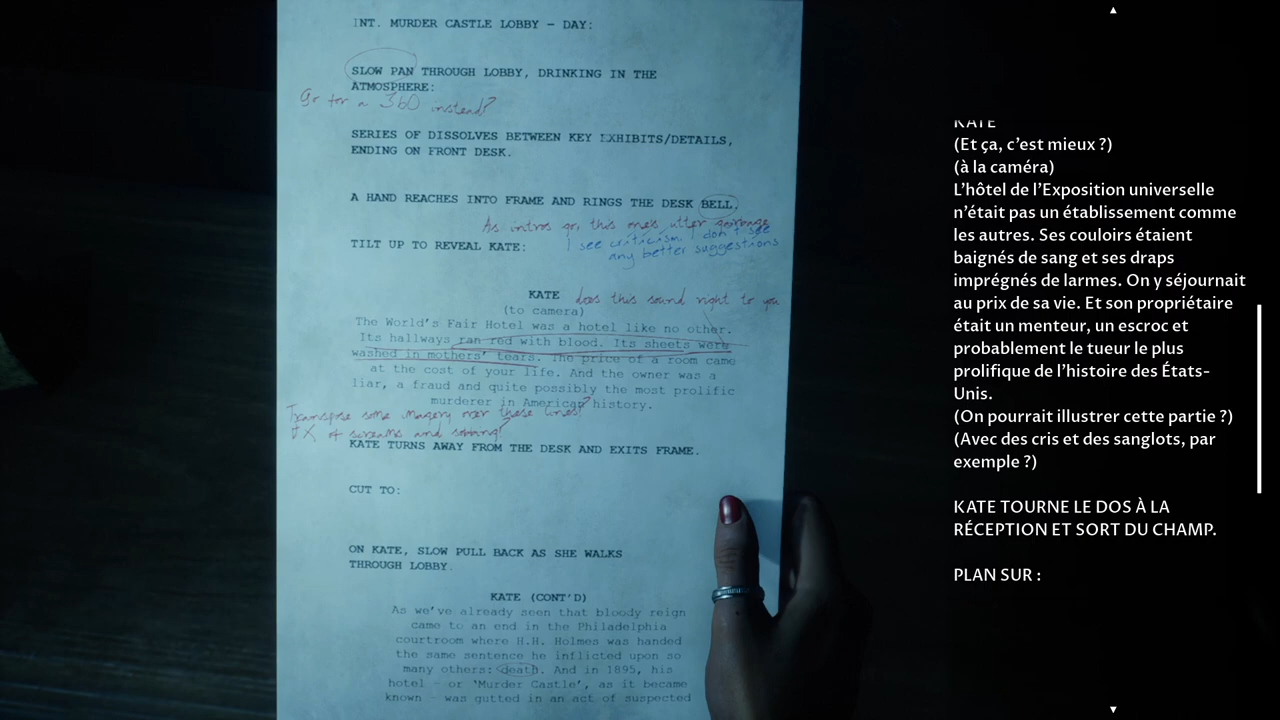 INT. MURDER CASTLE LOBBY – DAY:
SLOW PAN THROUGH LOBBY, DRINKING IN THE
ATMOSPHERE:
Go for a 360 instead?
SERIES OF DISSOLVES BETWEEN KEY EXHIBITS/DETAILS,
ENDING ON FRONT DESK.
A HAND REACHES INTO FRAME AND RINGS THE DESK BELL.
As intros go, this one's utter garbage
I see criticism I don't see
any better suggestions
TILT UP TO REVEAL KATE:
KATE does this sound right to you
(to camera)
The World's Fair Hotel was a hotel like no other.
Its hallways ran red with blood. Its sheets were
washed in mothers' tears. The price of a room came
at the cost of your life. And the owner was a
liar, a fraud and quite possibly the most prolific
murderer in American history.
Transpose some imagery over these lines?
FX of screams and sobbing?
KATE TURNS AWAY FROM THE DESK AND EXITS FRAME.
CUT TO:
ON KATE, SLOW PULL BACK AS SHE WALKS
THROUGH LOBBY.
KATE (CONT'D)
As we've already seen that bloody reign
came to an end in the Philadelphia
courtroom where H.H. Holmes was handed
the same sentence he inflicted upon so
many others: death. And in 1895, his
hotel – or 'Murder Castle', as it became
known – was gutted in an act of suspected
KATE
(Et ça, c'est mieux ?)
(à la caméra)
L'hôtel de l'Exposition universelle
n'était pas un établissement comme
les autres. Ses couloirs étaient
baignés de sang et ses draps
imprégnés de larmes. On y séjournait
au prix de sa vie. Et son propriétaire
était un menteur, un escroc et
probablement le tueur le plus
prolifique de l'histoire des États-
Unis.
(On pourrait illustrer cette partie ?)
(Avec des cris et des sanglots, par
exemple ?)
KATE TOURNE LE DOS À LA
RÉCEPTION ET SORT DU CHAMP.
PLAN SUR :